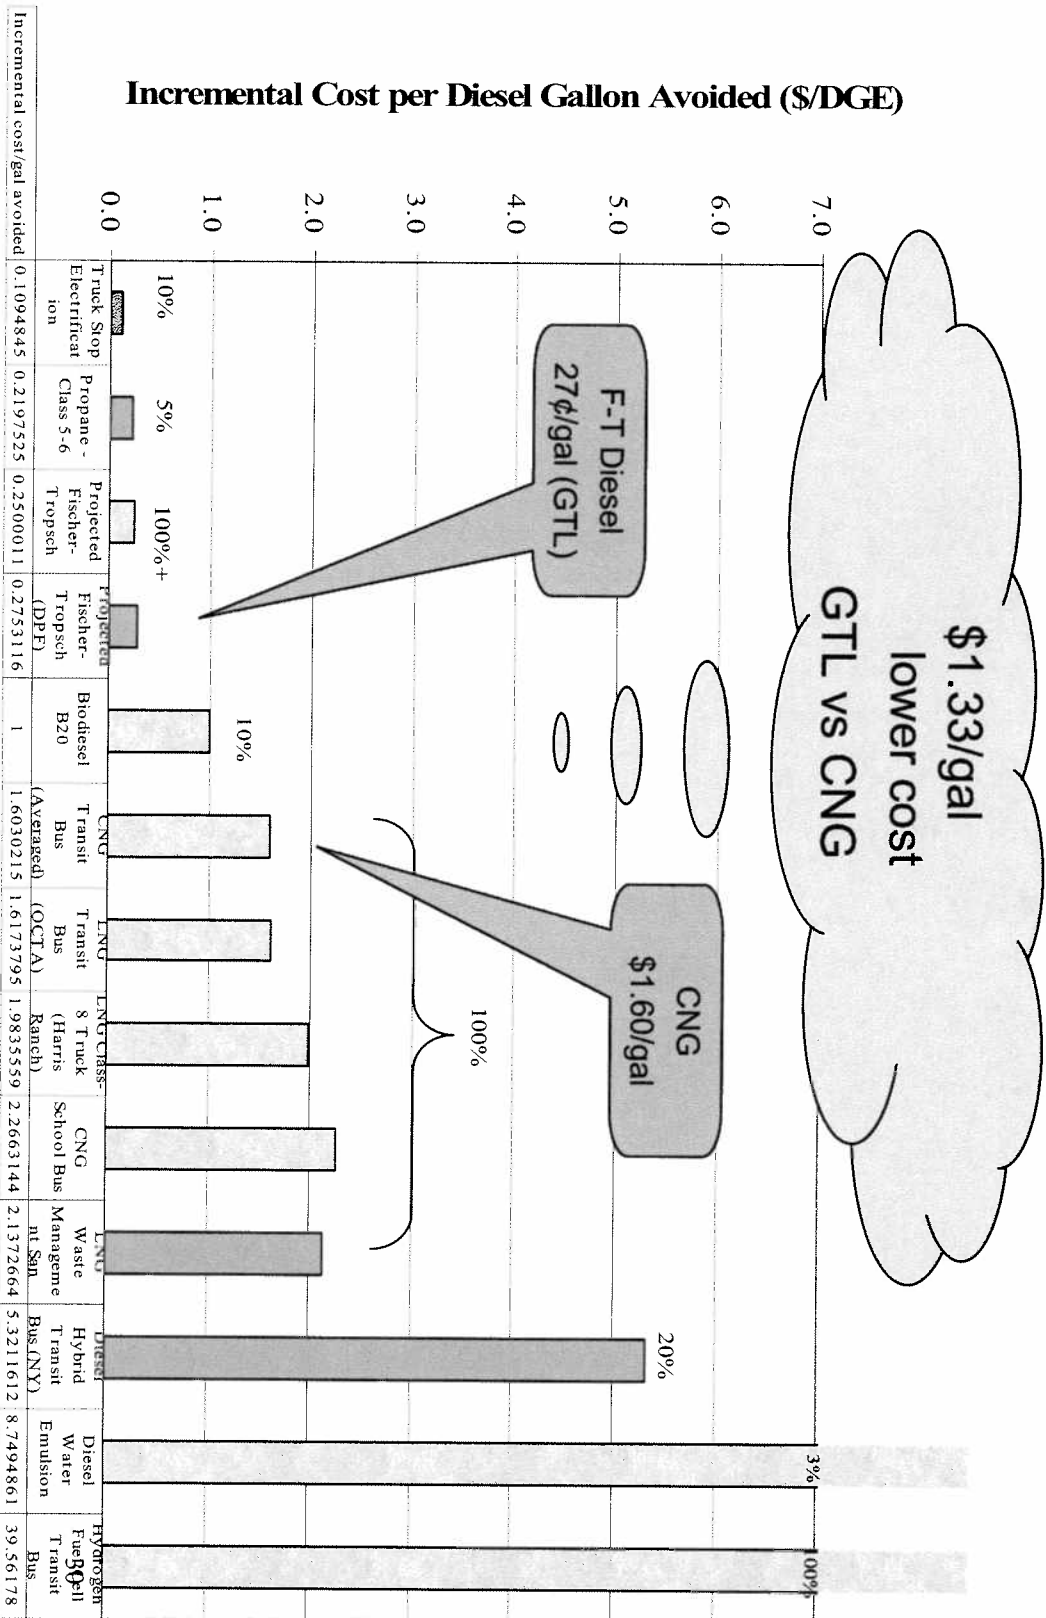 Incremental Cost per Diesel Gallon Avoided ($/DGE)
7.0
6.0
5.0
4.0
3.0
2.0
1.0
0.0
$1.33/gal
lower cost
GTL vs CNG
F-T Diesel
27¢/gal (GTL)
CNG
$1.60/gal
10%
5%
100%+
10%
100%
20%
3%
100%
Truck Stop
Electrificat
ion
Propane -
Class 5-6
Projected
Fischer-
Tropsch
Projected
Fischer-
Tropsch
(DPF)
Biodiesel
B20
CNG
Transit
Bus
(Averaged)
LNG
Transit
Bus
(OCTA)
LNG Class-
8 Truck
(Harris
Ranch)
CNG
School Bus
LNG
Waste
Manageme
nt San
Diesel
Hybrid
Transit
Bus (NY)
Diesel
Water
Emulsion
Hydrogen
Fuel Cell
Transit
Bus
Incremental cost/gal avoided 0.1094845 0.2197525 0.2500011 0.2753116 1 1.6030215 1.6173795 1.9835559 2.2663144 2.1372664 5.3211612 8.7494861 39.56178
30